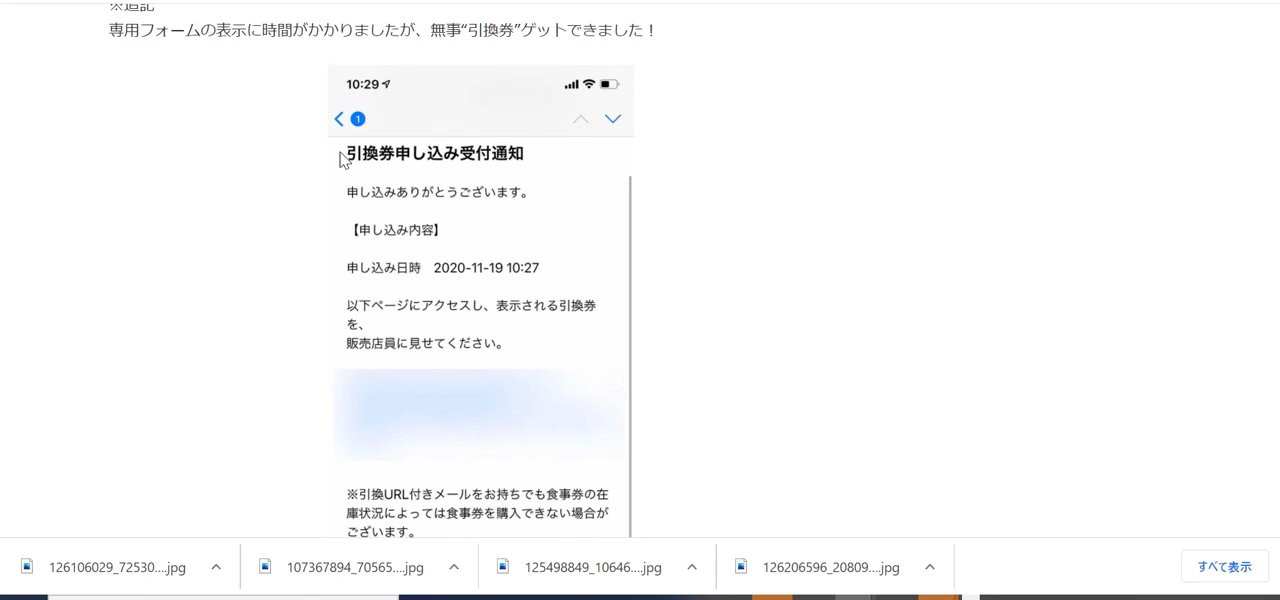 ※追記
専用フォームの表示に時間がかかりましたが、無事“引換券”ゲットできました！
10:29
1
引換券申し込み受付通知
申し込みありがとうございます。
【申し込み内容】
申し込み日時　2020-11-19 10:27
以下ページにアクセスし、表示される引換券
を、
販売店員に見せてください。
※引換URL付きメールをお持ちでも食事券の在
庫状況によっては食事券を購入できない場合が
ございます。
126106029_72530....jpg
107367894_70565....jpg
125498849_10646....jpg
126206596_20809....jpg
すべて表示